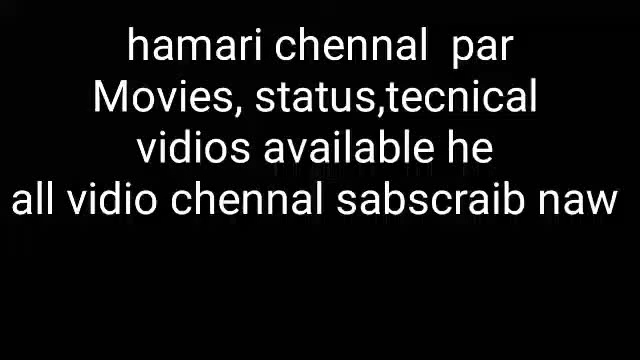 hamari chennal par
Movies, status,tecnical
vidios available he
all vidio chennal sabscraib naw